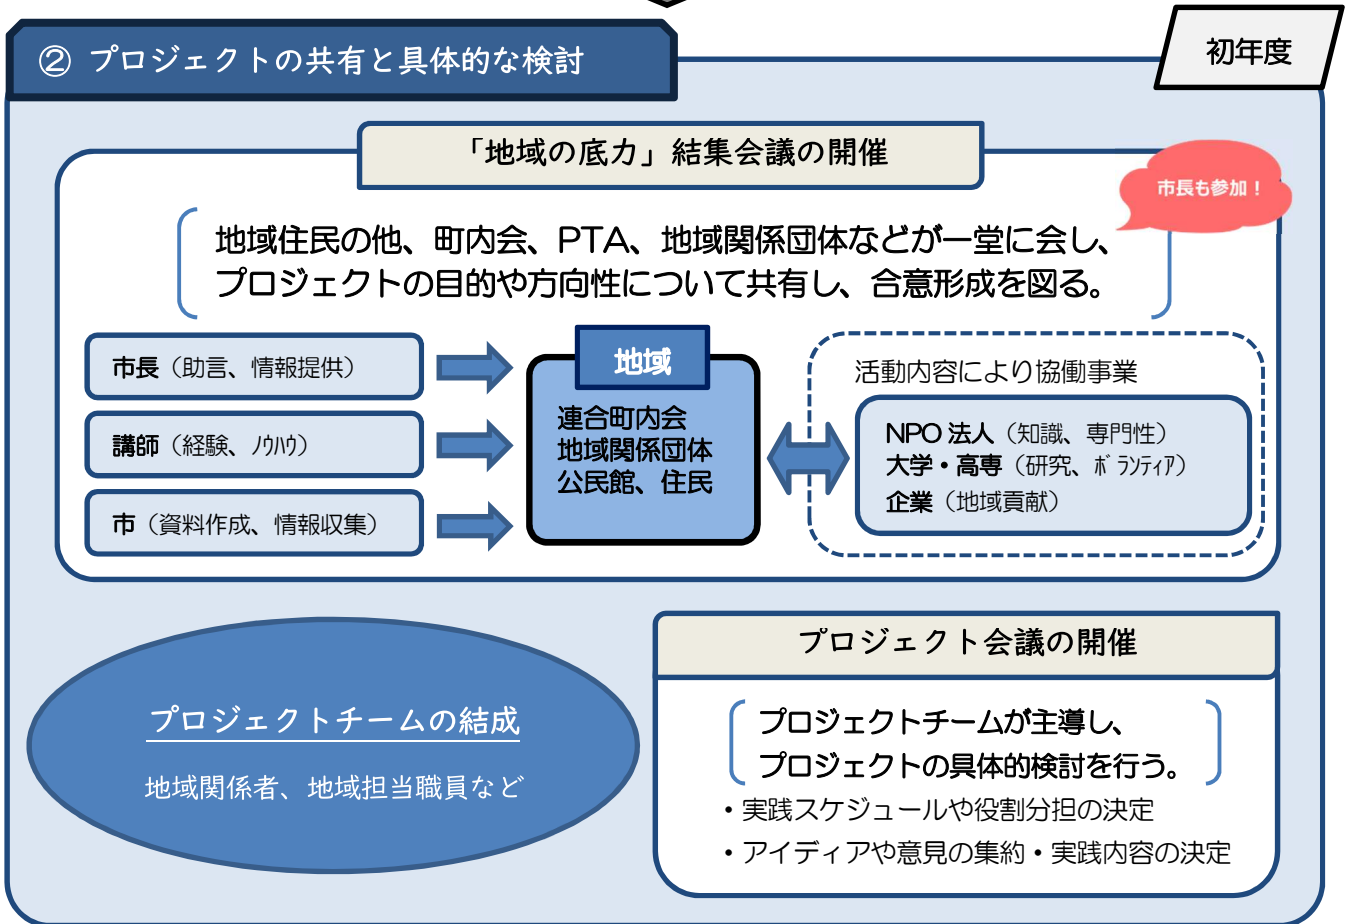 ② プロジェクトの共有と具体的な検討
初年度
「地域の底力」結集会議の開催
市長も参加！
地域住民の他、町内会、PTA、地域関係団体などが一堂に会し、
プロジェクトの目的や方向性について共有し、合意形成を図る。
市長（助言、情報提供）
講師（経験、ﾉｳﾊｳ）
市（資料作成、情報収集）
地域
連合町内会
地域関係団体
公民館、住民
活動内容により協働事業
NPO 法人（知識、専門性）
大学・高専（研究、ﾎﾞﾗﾝﾃｨｱ）
企業（地域貢献）
プロジェクトチームの結成
地域関係者、地域担当職員など
プロジェクト会議の開催
プロジェクトチームが主導し、
プロジェクトの具体的検討を行う。
・実践スケジュールや役割分担の決定
・アイディアや意見の集約・実践内容の決定